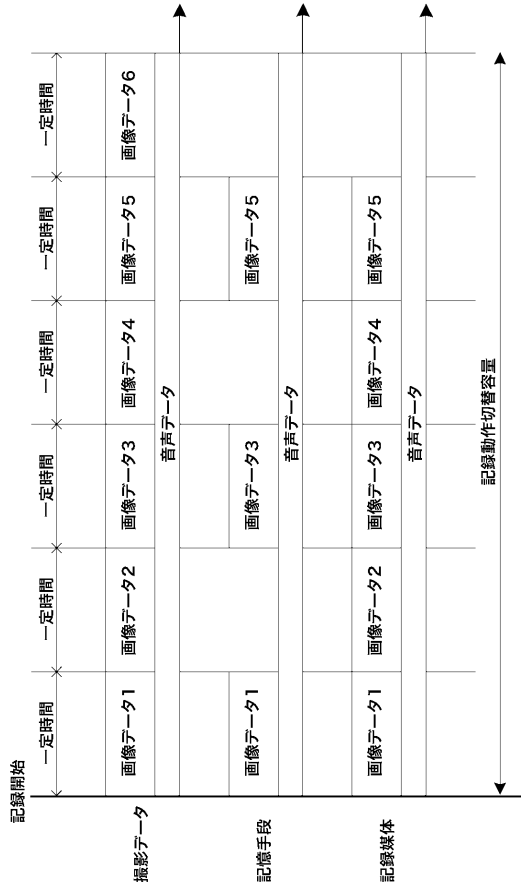 記録開始
一定時間 一定時間 一定時間 一定時間 一定時間 一定時間
撮影データ
画像データ1 画像データ2 画像データ3 画像データ4 画像データ5 画像データ6
音声データ
記憶手段
画像データ1 画像データ3 画像データ5
音声データ
記録媒体
画像データ1 画像データ2 画像データ3 画像データ4 画像データ5
音声データ
記録動作切替容量